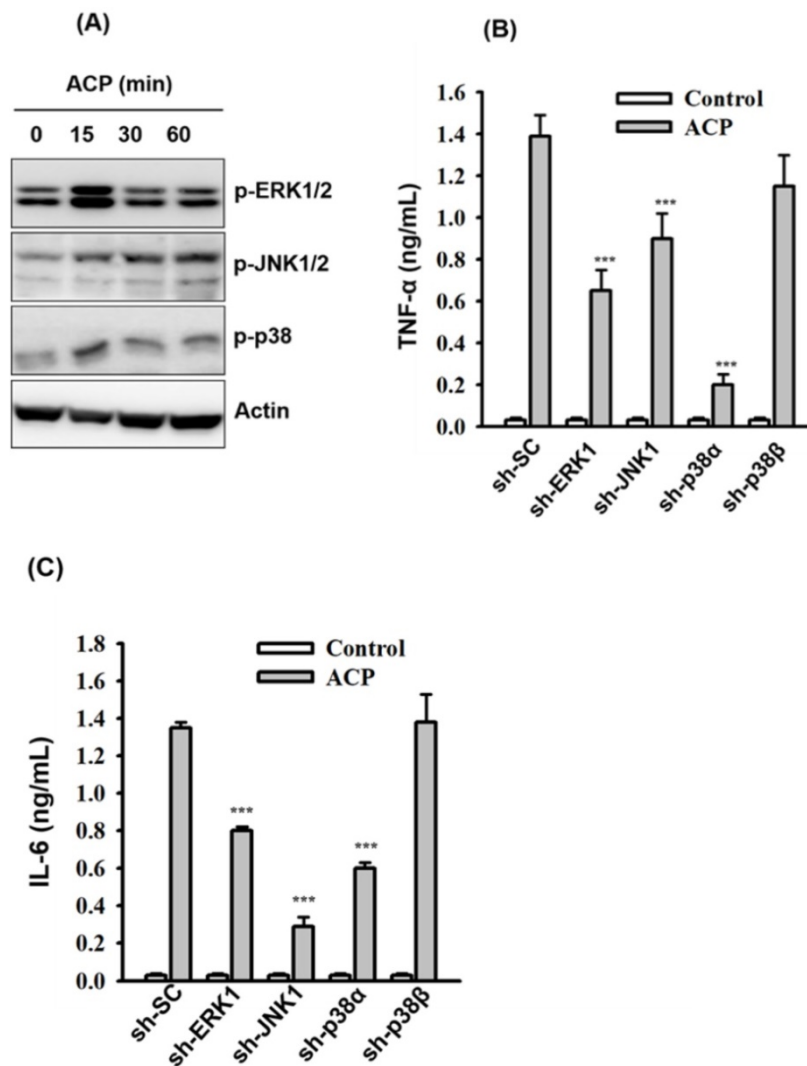 (A)
ACP (min)
0 15 30 60
p-ERK1/2
p-JNK1/2
p-p38
Actin
(B)
TNF-α (ng/mL)
1.6
1.4
1.2
1.0
0.8
0.6
0.4
0.2
0.0
Control
ACP
***
***
***
sh-SC
sh-ERK1
sh-JNK1
sh-p38α
sh-p38β
(C)
IL-6 (ng/mL)
1.8
1.6
1.4
1.2
1.0
0.8
0.6
0.4
0.2
0.0
Control
ACP
***
***
***
sh-SC
sh-ERK1
sh-JNK1
sh-p38α
sh-p38β